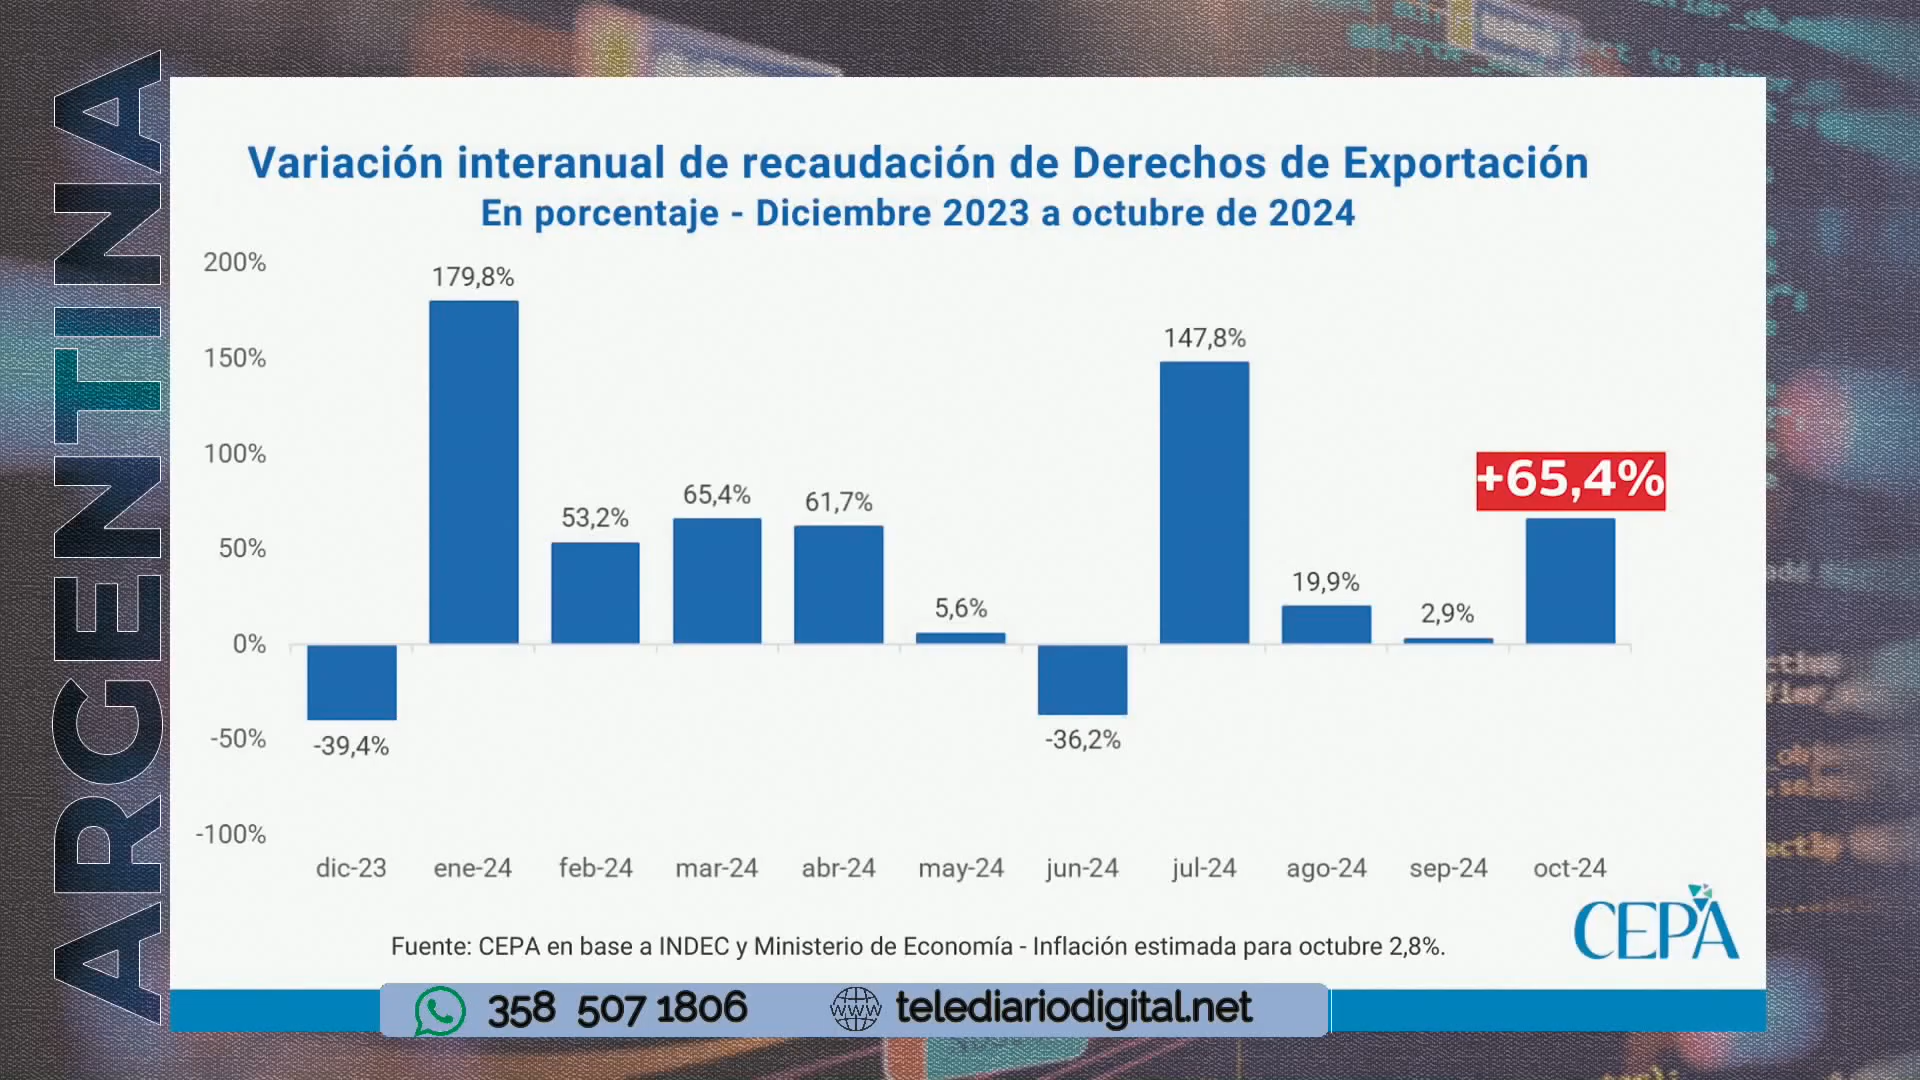 ARGENTINA
Variación interanual de recaudación de Derechos de Exportación
En porcentaje - Diciembre 2023 a octubre de 2024
200%
150%
100%
50%
0%
-50%
-100%
-39,4%
179,8%
53,2%
65,4%
61,7%
5,6%
-36,2%
147,8%
19,9%
2,9%
+65,4%
dic-23 ene-24 feb-24 mar-24 abr-24 may-24 jun-24 jul-24 ago-24 sep-24 oct-24
CEPA
Fuente: CEPA en base a INDEC y Ministerio de Economía - Inflación estimada para octubre 2,8%.
358 507 1806 www telediariodigital.net